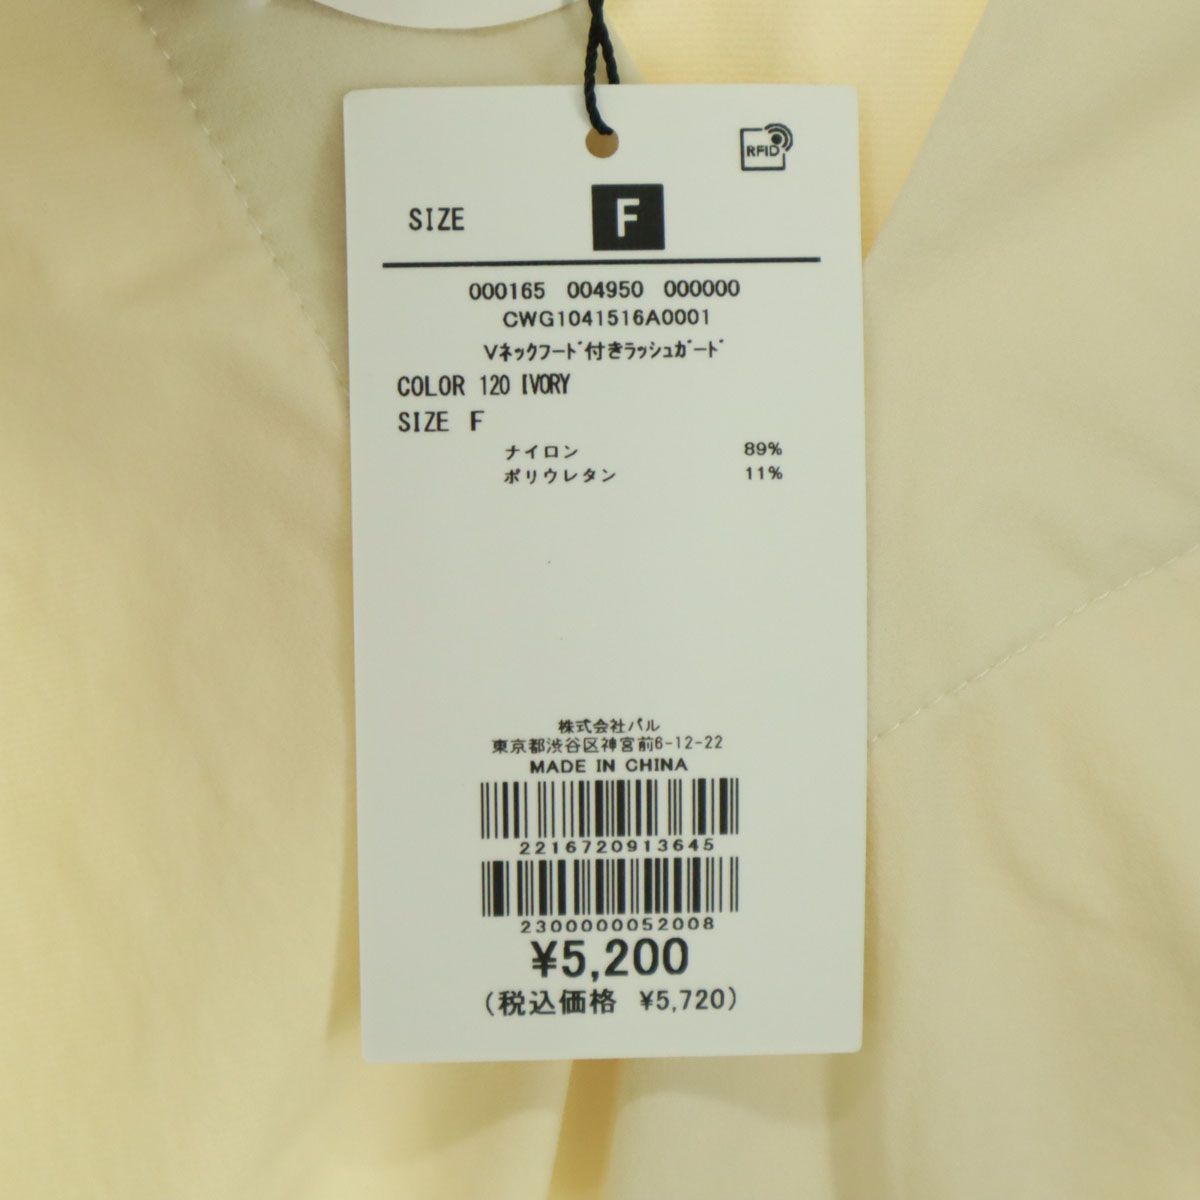 RFID
SIZE F
000165 004950 000000
CWG1041516A0001
Vﾈｯｸﾌｰﾄﾞ付きﾗｯｼｭｶﾞｰﾄﾞ
COLOR 120 IVORY
SIZE F
ナイロン 89%
ポリウレタン 11%
株式会社パル
東京都渋谷区神宮前6-12-22
MADE IN CHINA
2216720913645
2300000052008
¥5,200
(税込価格 ¥5,720)